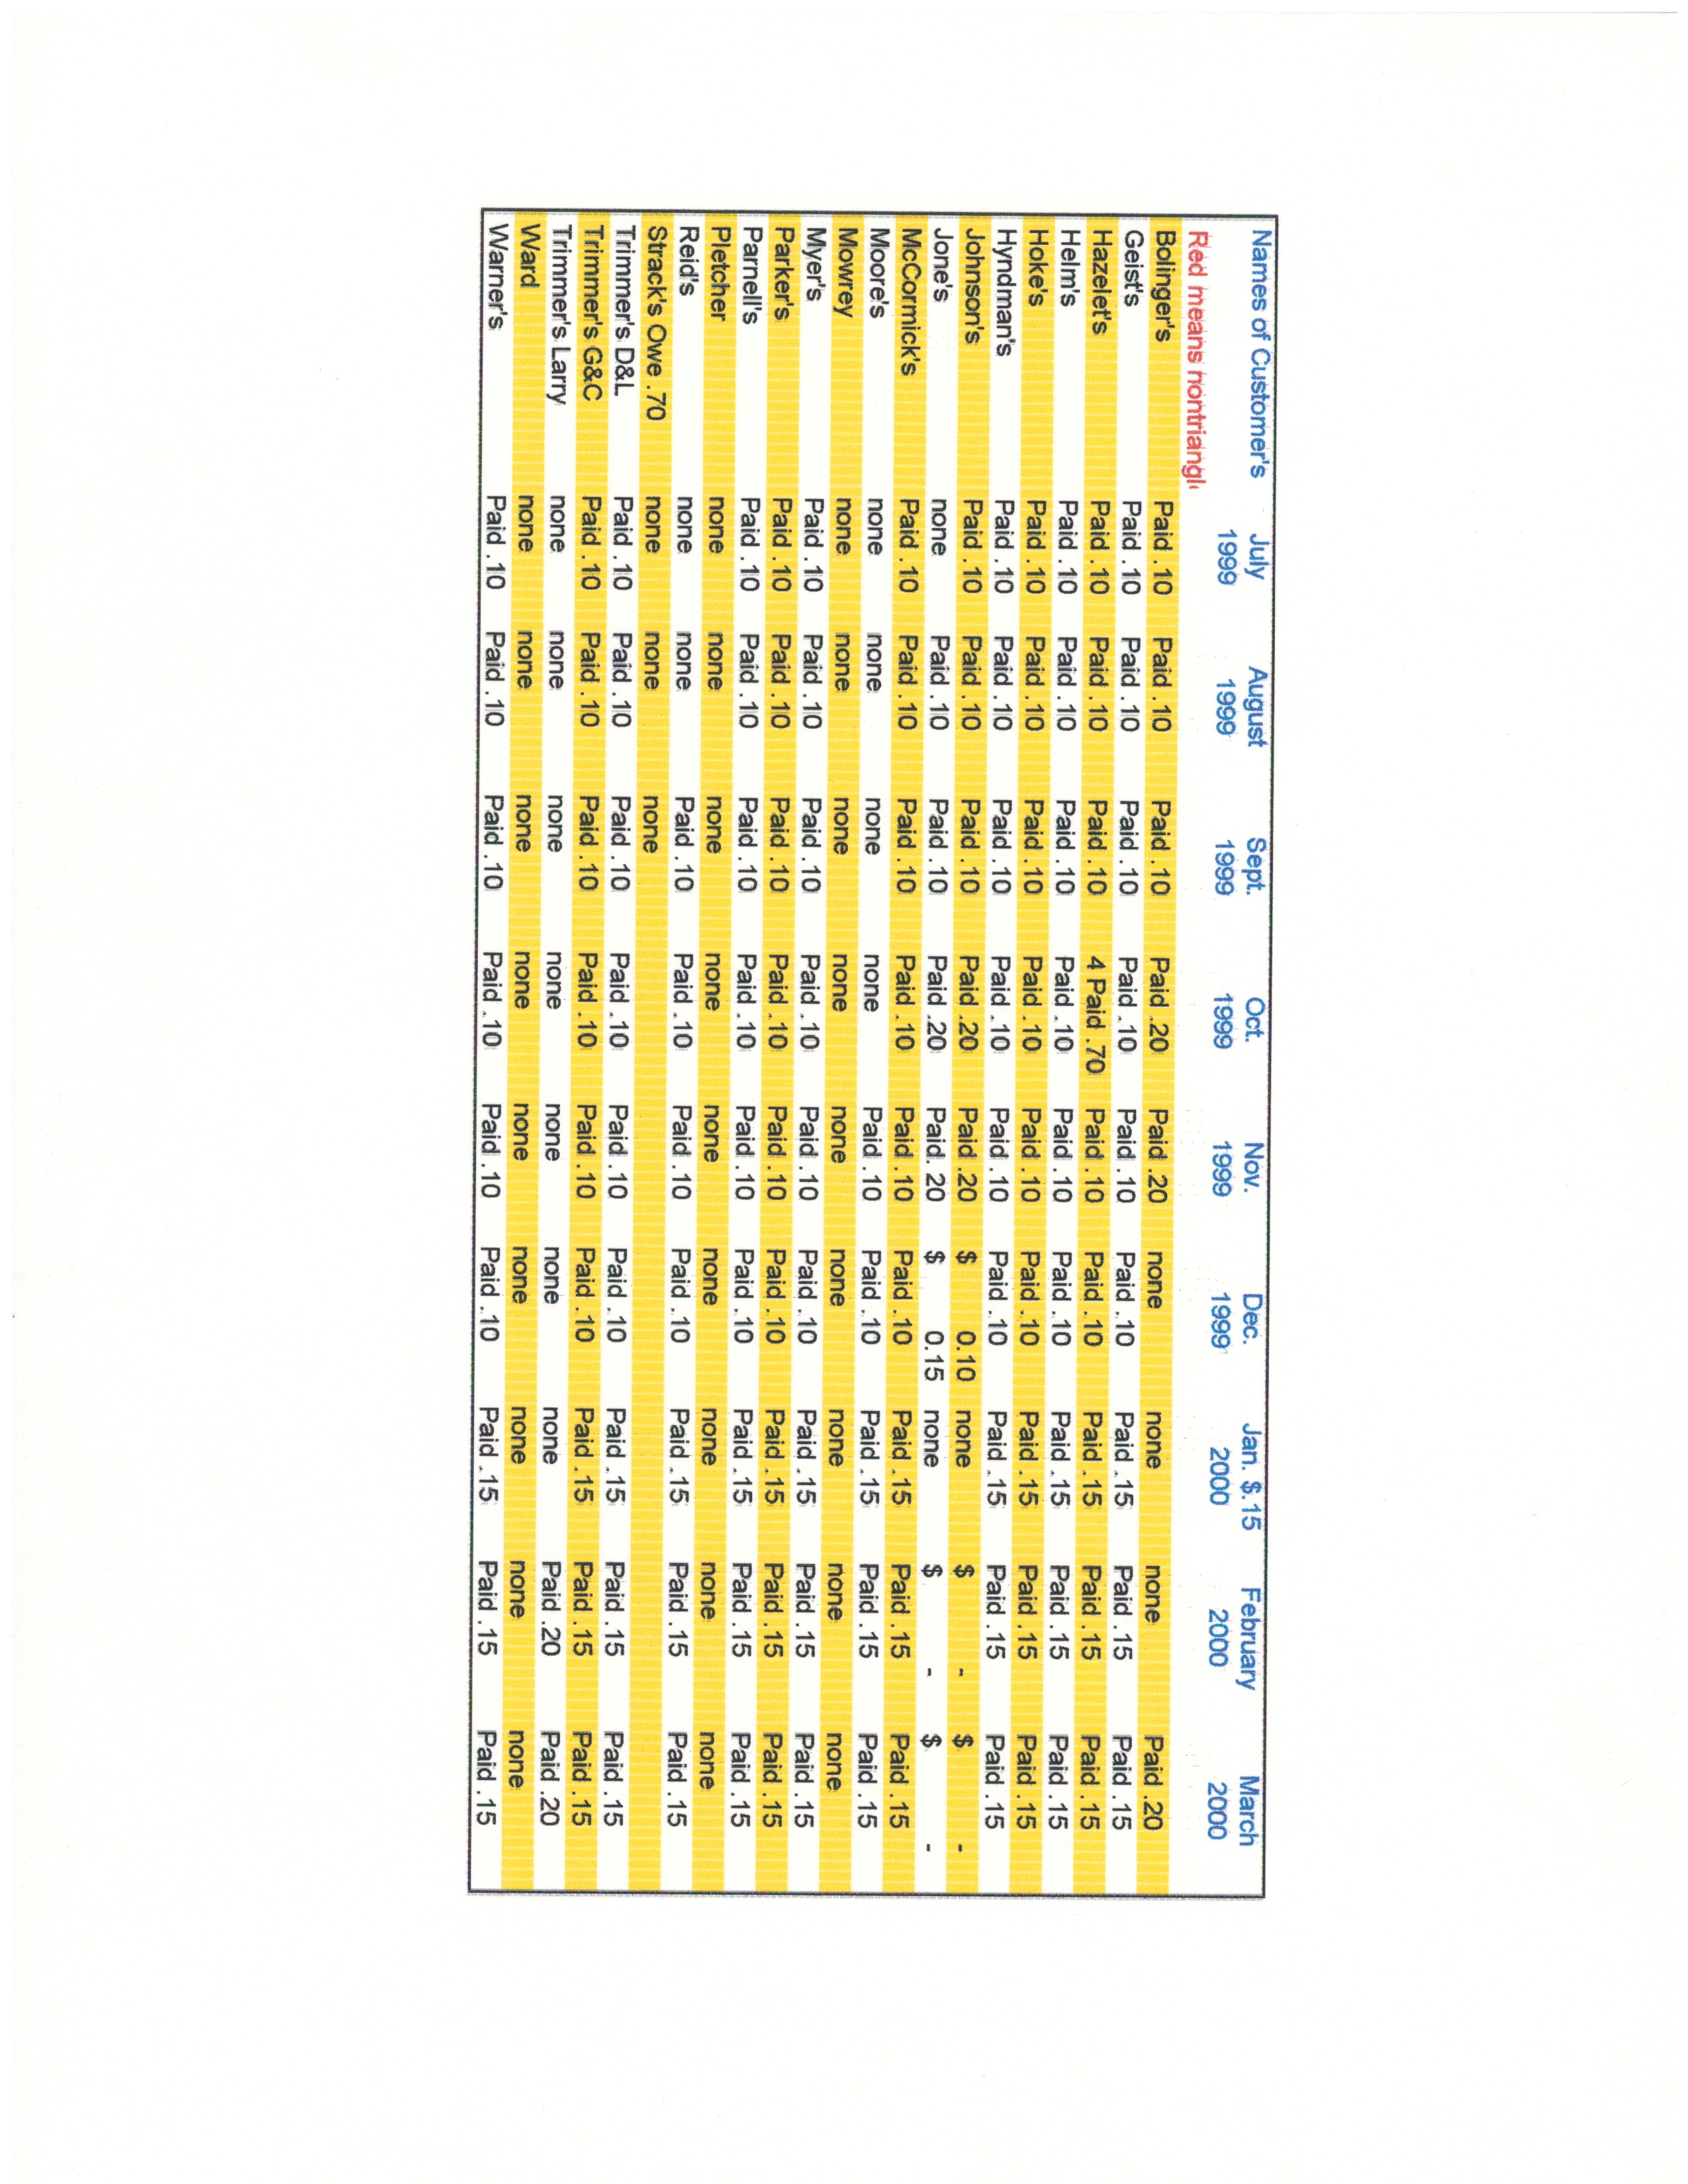 Names of Customer's July August Sept. Oct. Nov. Dec. Jan. $.15 February March
1999 1999 1999 1999 1999 1999 2000 2000 2000
Red means nontriangl
Bolinger's Paid .10 Paid .10 Paid .10 Paid .20 Paid .20 none none none Paid .20
Geist's Paid .10 Paid .10 Paid .10 Paid .10 Paid .10 Paid .10 Paid .15 Paid .15 Paid .15
Hazelet's Paid .10 Paid .10 Paid .10 4 Paid .70 Paid .10 Paid .10 Paid .15 Paid .15 Paid .15
Helm's Paid .10 Paid .10 Paid .10 Paid .10 Paid .10 Paid .10 Paid .15 Paid .15 Paid .15
Hoke's Paid .10 Paid .10 Paid .10 Paid .10 Paid .10 Paid .10 Paid .15 Paid .15 Paid .15
Hyndman's Paid .10 Paid .10 Paid .10 Paid .10 Paid .10 Paid .10 Paid .15 Paid .15 Paid .15
Johnson's Paid .10 Paid .10 Paid .10 Paid .20 Paid .20 $ 0.10 none $ - $ -
Jone's none Paid .10 Paid .10 Paid .20 Paid. 20 $ 0.15 none $ - $ -
McCormick's Paid .10 Paid .10 Paid .10 Paid .10 Paid .10 Paid .10 Paid .15 Paid .15 Paid .15
Moore's none none none none Paid .10 Paid .10 Paid .15 Paid .15 Paid .15
Mowrey none none none none none none none none none
Myer's Paid .10 Paid .10 Paid .10 Paid .10 Paid .10 Paid .10 Paid .15 Paid .15 Paid .15
Parker's Paid .10 Paid .10 Paid .10 Paid .10 Paid .10 Paid .10 Paid .15 Paid .15 Paid .15
Parnell's Paid .10 Paid .10 Paid .10 Paid .10 Paid .10 Paid .10 Paid .15 Paid .15 Paid .15
Pletcher none none none none none none none none none
Reid's none none Paid .10 Paid .10 Paid .10 Paid .10 Paid .15 Paid .15 Paid .15
Strack's Owe .70 none none none
Trimmer's D&L Paid .10 Paid .10 Paid .10 Paid .10 Paid .10 Paid .10 Paid .15 Paid .15 Paid .15
Trimmer's G&C Paid .10 Paid .10 Paid .10 Paid .10 Paid .10 Paid .10 Paid .15 Paid .15 Paid .15
Trimmer's Larry none none none none none none none Paid .20 Paid .20
Ward none none none none none none none none none
Warner's Paid .10 Paid .10 Paid .10 Paid .10 Paid .10 Paid .10 Paid .15 Paid .15 Paid .15